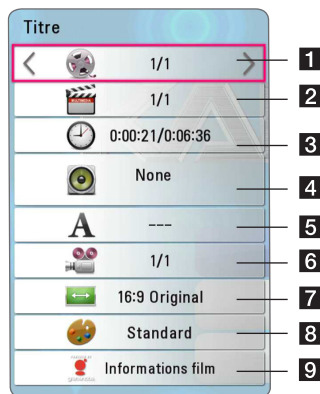 Titre
1/1
1
1/1
2
0:00:21/0:06:36
3
None
4
A
---
5
1/1
6
16:9 Original
7
Standard
8
Informations film
9